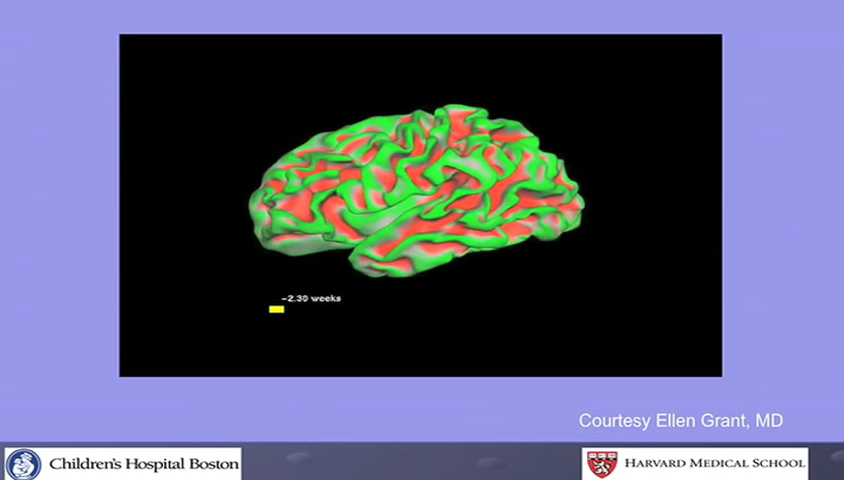 -2.30 weeks
Courtesy Ellen Grant, MD
Children's Hospital Boston
HARVARD MEDICAL SCHOOL